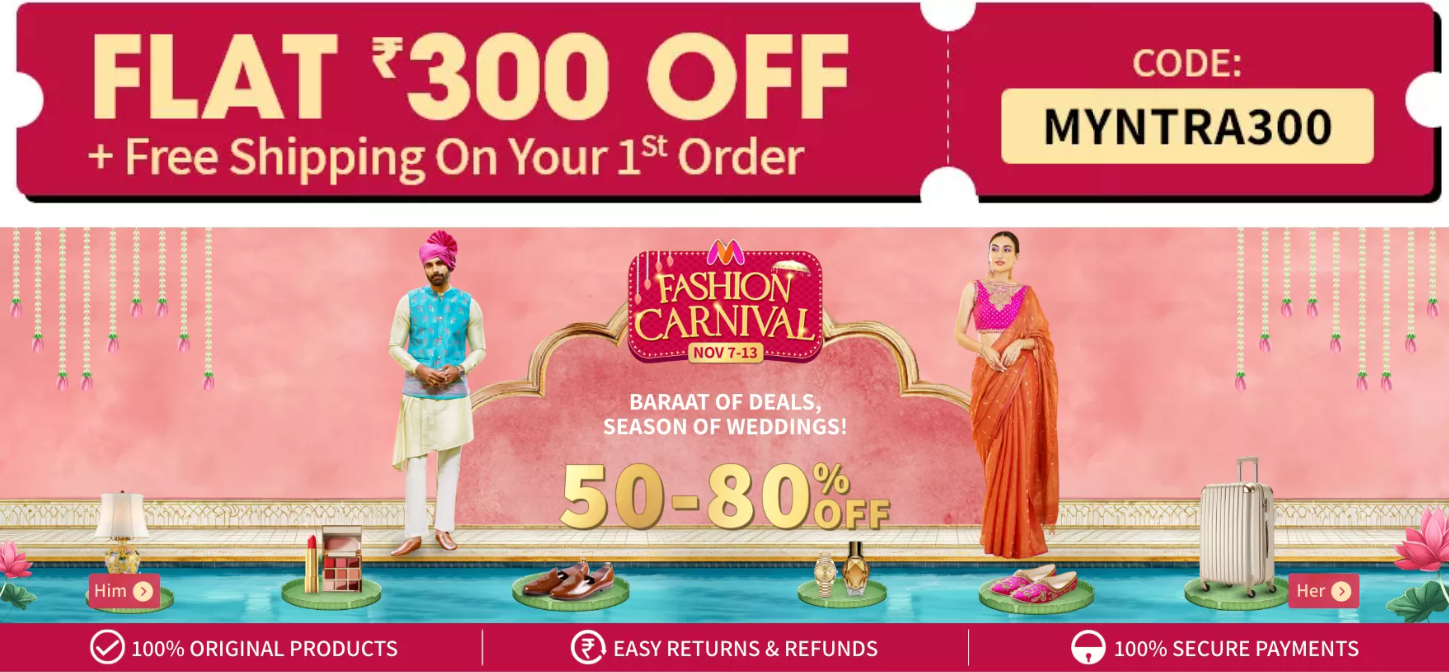 FLAT ₹300 OFF
+ Free Shipping On Your 1St Order
CODE:
MYNTRA300
FASHION
CARNIVAL
NOV 7-13
BARAAT OF DEALS,
SEASON OF WEDDINGS!
50-80% OFF
Him
Her
100% ORIGINAL PRODUCTS
EASY RETURNS & REFUNDS
100% SECURE PAYMENTS